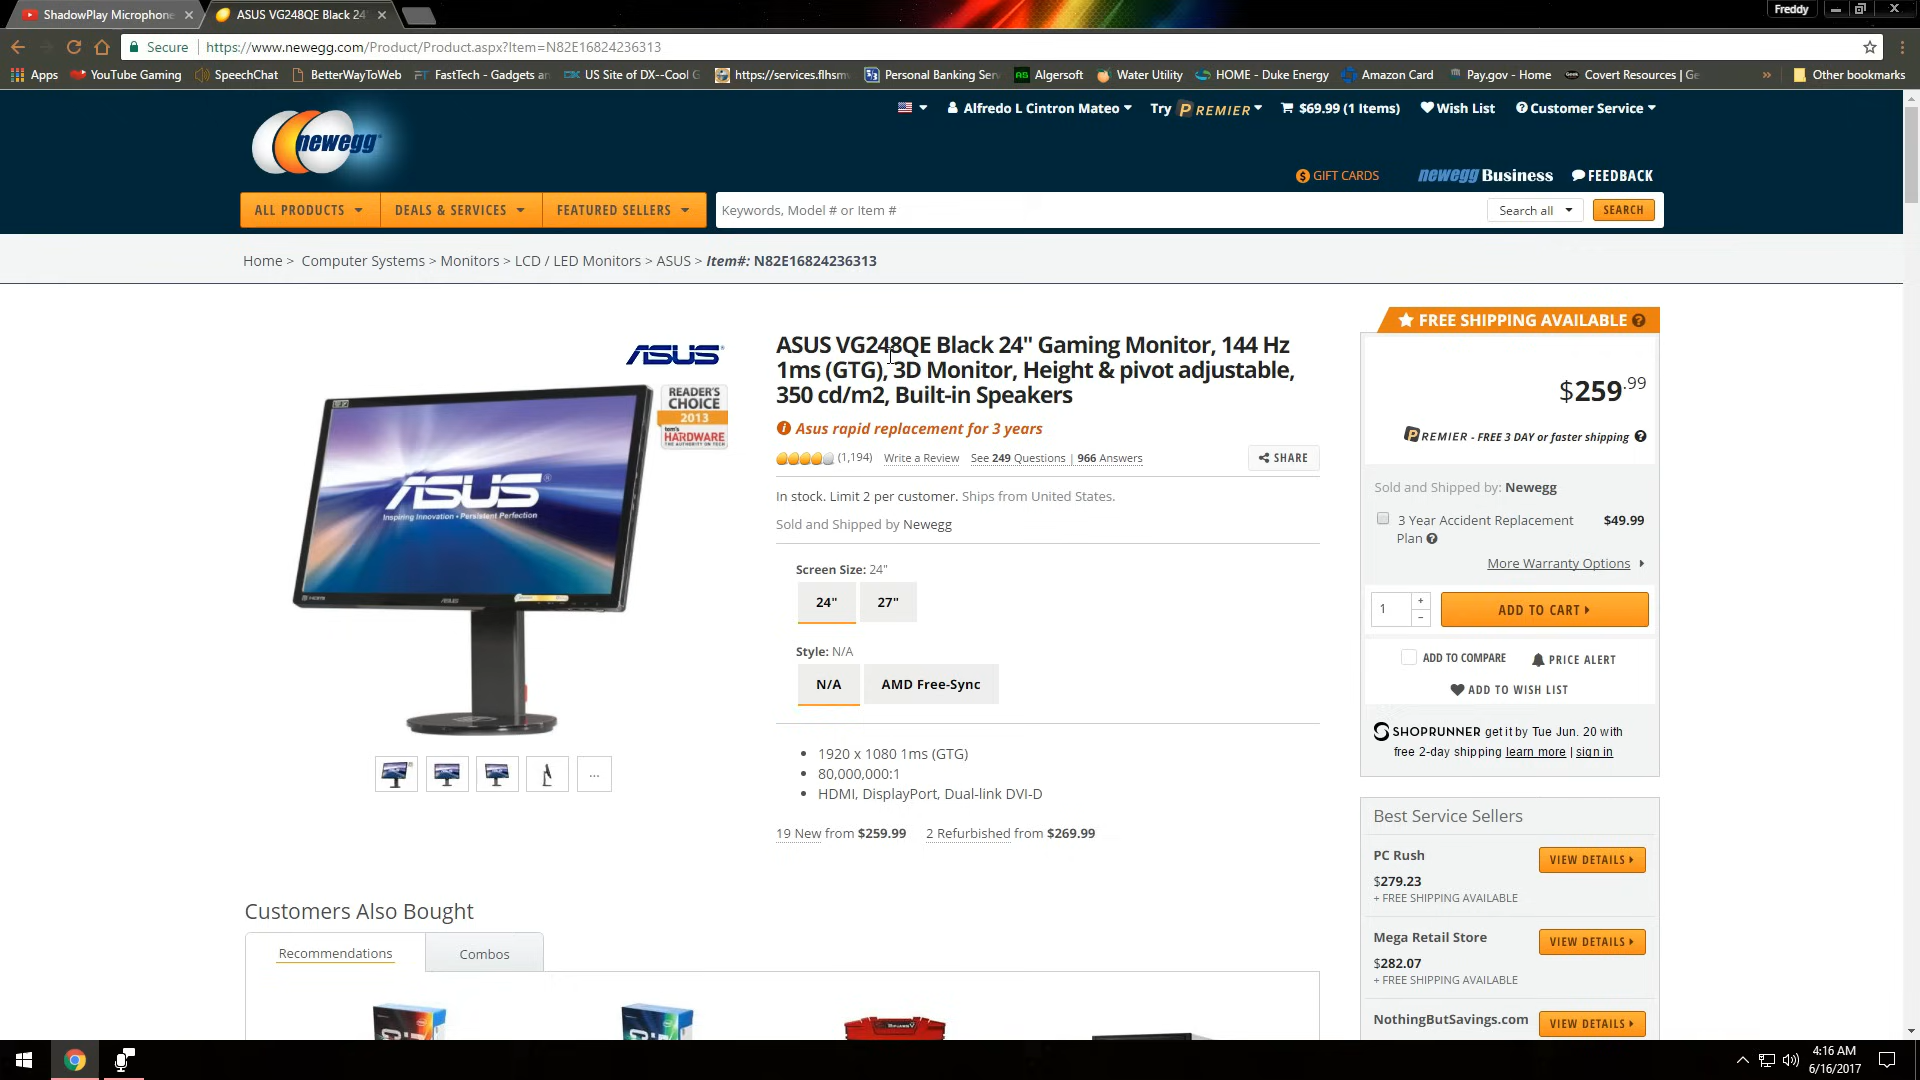 ShadowPlay Microphone
ASUS VG248QE Black 24"
Freddy
Secure
https://www.newegg.com/Product/Product.aspx?Item=N82E16824236313
Apps
YouTube Gaming
SpeechChat
BetterWayToWeb
FastTech - Gadgets an
US Site of DX--Cool G
https://services.flhsm
Personal Banking Ser
Algersoft
Water Utility
HOME - Duke Energy
Amazon Card
Pay.gov - Home
Covert Resources | Ge
Other bookmarks
newegg
Alfredo L Cintron Mateo
Try PREMIER
$69.99 (1 Items)
Wish List
Customer Service
GIFT CARDS
newegg Business
FEEDBACK
ALL PRODUCTS
DEALS & SERVICES
FEATURED SELLERS
Keywords, Model # or Item #
Search all
SEARCH
Home > Computer Systems > Monitors > LCD / LED Monitors > ASUS > Item#: N82E16824236313
ASUS
READER'S
CHOICE
2013
tom's
HARDWARE
THE AUTHORITY ON TECH
ASUS
Inspiring Innovation • Persistent Perfection
HDMI
ASUS
ASUS VG248QE Black 24" Gaming Monitor, 144 Hz
1ms (GTG), 3D Monitor, Height & pivot adjustable,
350 cd/m2, Built-in Speakers
Asus rapid replacement for 3 years
(1,194)
Write a Review
See 249 Questions | 966 Answers
SHARE
In stock. Limit 2 per customer. Ships from United States.
Sold and Shipped by Newegg
Screen Size: 24"
24"
27"
Style: N/A
N/A
AMD Free-Sync
1920 x 1080 1ms (GTG)
80,000,000:1
HDMI, DisplayPort, Dual-link DVI-D
19 New from $259.99
2 Refurbished from $269.99
...
FREE SHIPPING AVAILABLE
$259.99
PREMIER - FREE 3 DAY or faster shipping
Sold and Shipped by: Newegg
3 Year Accident Replacement
Plan
$49.99
More Warranty Options
1
+
-
ADD TO CART
ADD TO COMPARE
PRICE ALERT
ADD TO WISH LIST
SHOPRUNNER get it by Tue Jun. 20 with
free 2-day shipping learn more | sign in
Best Service Sellers
PC Rush
$279.23
+ FREE SHIPPING AVAILABLE
VIEW DETAILS
Mega Retail Store
$282.07
+ FREE SHIPPING AVAILABLE
VIEW DETAILS
NothingButSavings.com
VIEW DETAILS
Customers Also Bought
Recommendations
Combos
4:16 AM
6/16/2017